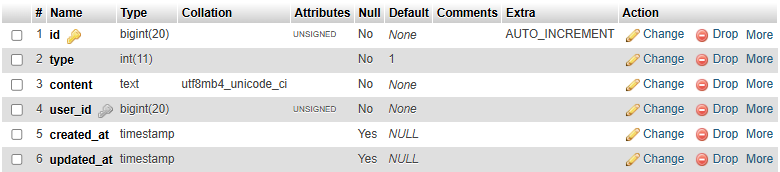 # Name Type Collation Attributes Null Default Comments Extra Action
1 id bigint(20) UNSIGNED No None AUTO_INCREMENT Change Drop More
2 type int(11) No 1 Change Drop More
3 content text utf8mb4_unicode_ci No None Change Drop More
4 user_id bigint(20) UNSIGNED No None Change Drop More
5 created_at timestamp Yes NULL Change Drop More
6 updated_at timestamp Yes NULL Change Drop More